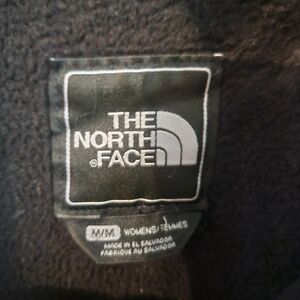 THE
NORTH
®FACE
M/M WOMENS/FEMMES
MADE IN EL SALVADOR
FABRIQUÉ AU SALVADOR